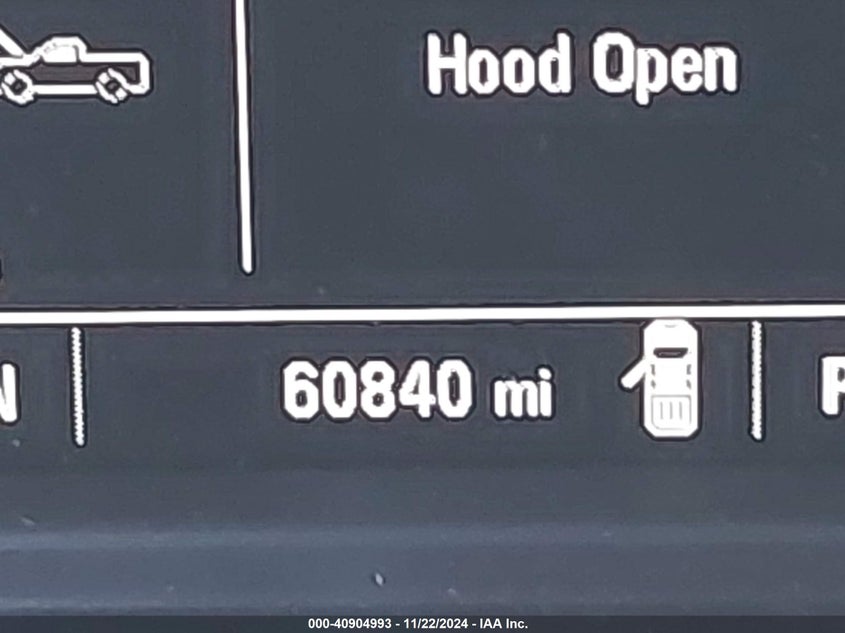 Hood Open
N
60840 mi
P
000-40904993 - 11/22/2024 - IAA Inc.